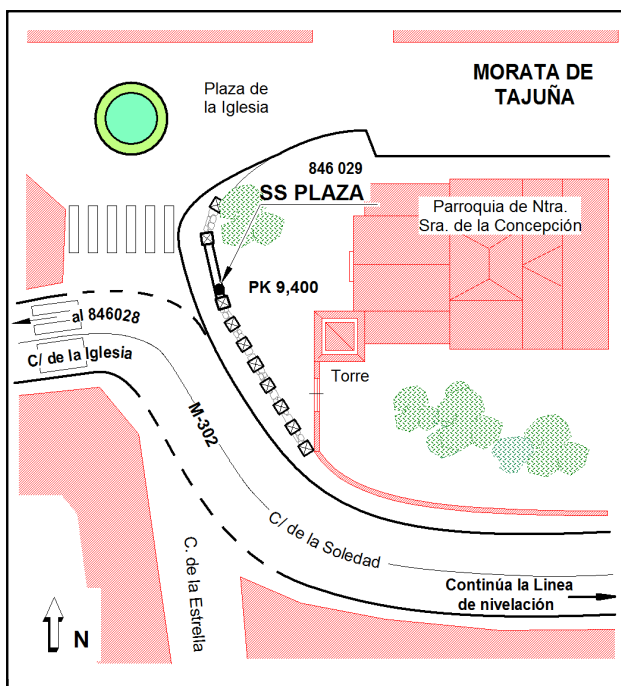 MORATA DE
TAJUÑA
Plaza de
la Iglesia
846 029
SS PLAZA
Parroquia de Ntra.
Sra. de la Concepción
PK 9,400
al 846028
C/ de la Iglesia
Torre
M-302
C/ de la Soledad
C. de la Estrella
Continúa la Línea
de nivelación
N